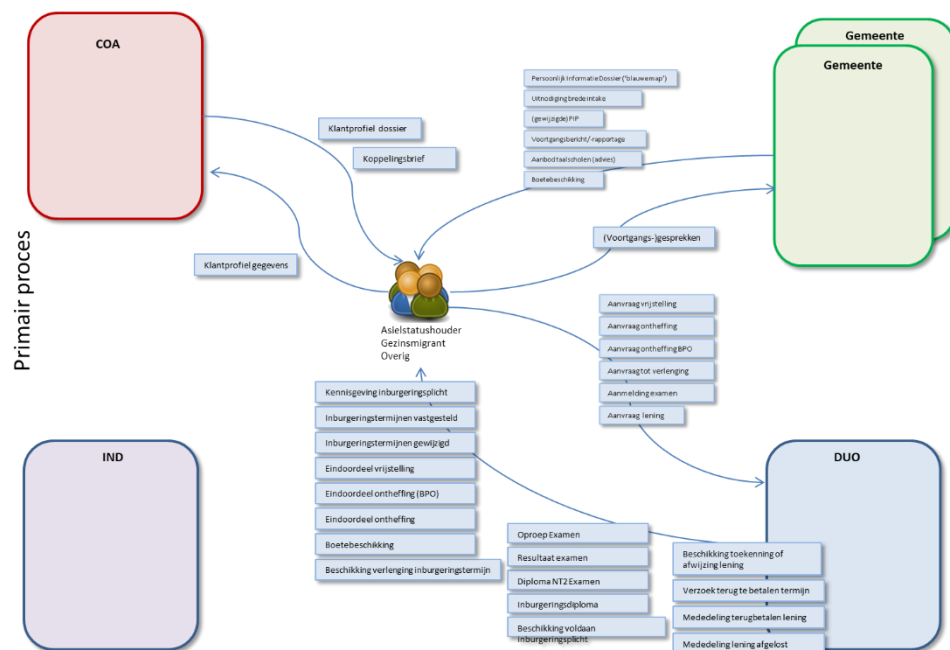 COA
Gemeente
Gemeente
Persoonlijk Informatie Dossier ('blauwe map')
Uitnodiging brede intake
(gewijzigde) PIP
Voortgangsbericht/-rapportage
Aanbod taalscholen (advies)
Boetebeschikking
Klantprofiel dossier
Koppelingsbrief
(Voortgangs-)gesprekken
Klantprofiel gegevens
Primair proces
Asielstatushouder
Gezinsmigrant
Overig
Aanvraag vrijstelling
Aanvraag ontheffing
Aanvraag ontheffing BPO
Aanvraag tot verlenging
Aanmelding examen
Aanvraag lening
Kennisgeving inburgeringsplicht
Inburgeringstermijnen vastgesteld
Inburgeringstermijnen gewijzigd
Eindoordeel vrijstelling
Eindoordeel ontheffing (BPO)
Eindoordeel ontheffing
Boetebeschikking
Beschikking verlenging inburgeringstermijn
IND
DUO
Oproep Examen
Resultaat examen
Diploma NT2 Examen
Inburgeringsdiploma
Beschikking voldaan
inburgeringsplicht
Beschikking toekenning of
afwijzing lening
Verzoek terug te betalen termijn
Mededeling terugbetalen lening
Mededeling lening afgelost